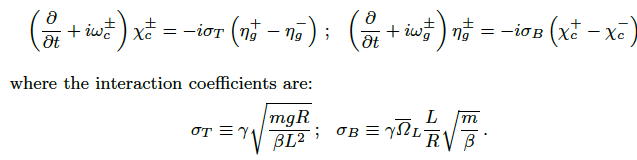 (∂/∂t + iω_c^±) χ_c^± = −iσ_T (η_g^+ − η_g^−) ; (∂/∂t + iω_g^±) η_g^± = −iσ_B (χ_c^+ − χ_c^−)
where the interaction coefficients are:
σ_T ≡ γ√(mgR/βL²) ; σ_B ≡ γΩ̅_L (L/R) √(m̅/β) .